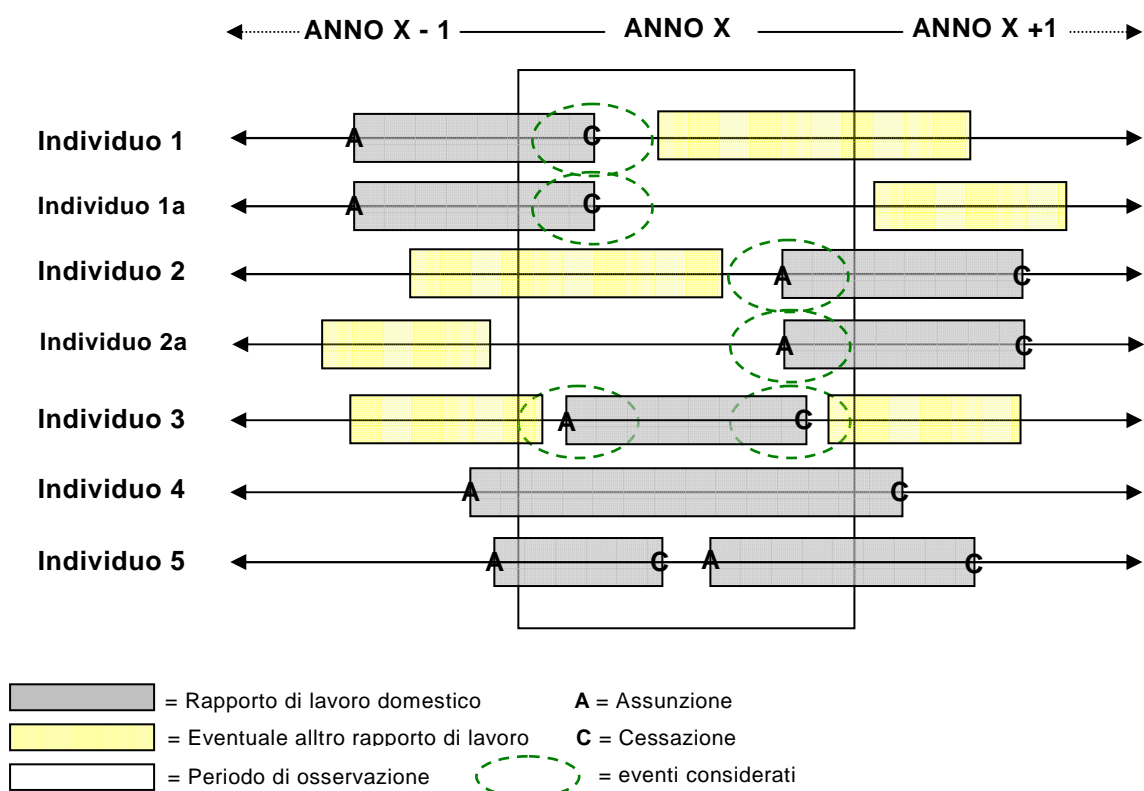 ANNO X - 1 ANNO X ANNO X +1
Individuo 1 A C
Individuo 1a A C
Individuo 2 A C
Individuo 2a A C
Individuo 3 A C
Individuo 4 A C
Individuo 5 A C A C
= Rapporto di lavoro domestico A = Assunzione
= Eventuale alltro rapporto di lavoro C = Cessazione
= Periodo di osservazione = eventi considerati